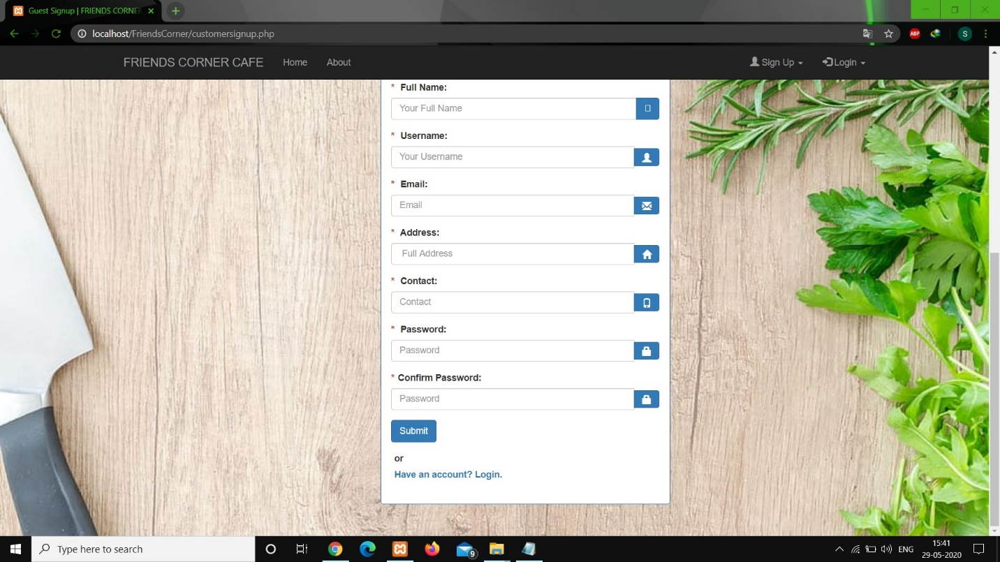 Guest Signup | FRIENDS CORNER
localhost/FriendsCorner/customersignup.php
ABP
S
FRIENDS CORNER CAFE Home About Sign Up Login
* Full Name:
Your Full Name
* Username:
Your Username
* Email:
Email
* Address:
Full Address
* Contact:
Contact
* Password:
Password
* Confirm Password:
Password
Submit
or
Have an account? Login.
Type here to search
9
ENG
15:41
29-05-2020